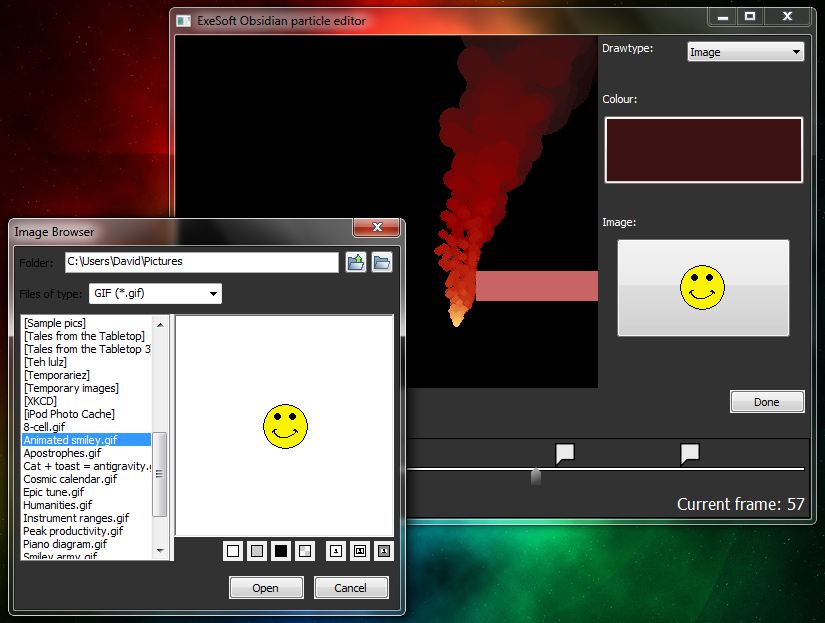 ExeSoft Obsidian particle editor
Drawtype:
Image
Colour:
Image:
Done
Current frame: 57
Image Browser
Folder:
C:\Users\David\Pictures
Files of type:
GIF (*.gif)
[Sample pics]
[Tales from the Tabletop]
[Tales from the Tabletop 3
[Teh lulz]
[Temporariez]
[Temporary images]
[XKCD]
[iPod Photo Cache]
8-cell.gif
Animated smiley.gif
Apostrophes.gif
Cat + toast = antigravity.g
Cosmic calendar.gif
Epic tune.gif
Humanities.gif
Instrument ranges.gif
Peak productivity.gif
Piano diagram.gif
Smiley army.gif
Open
Cancel